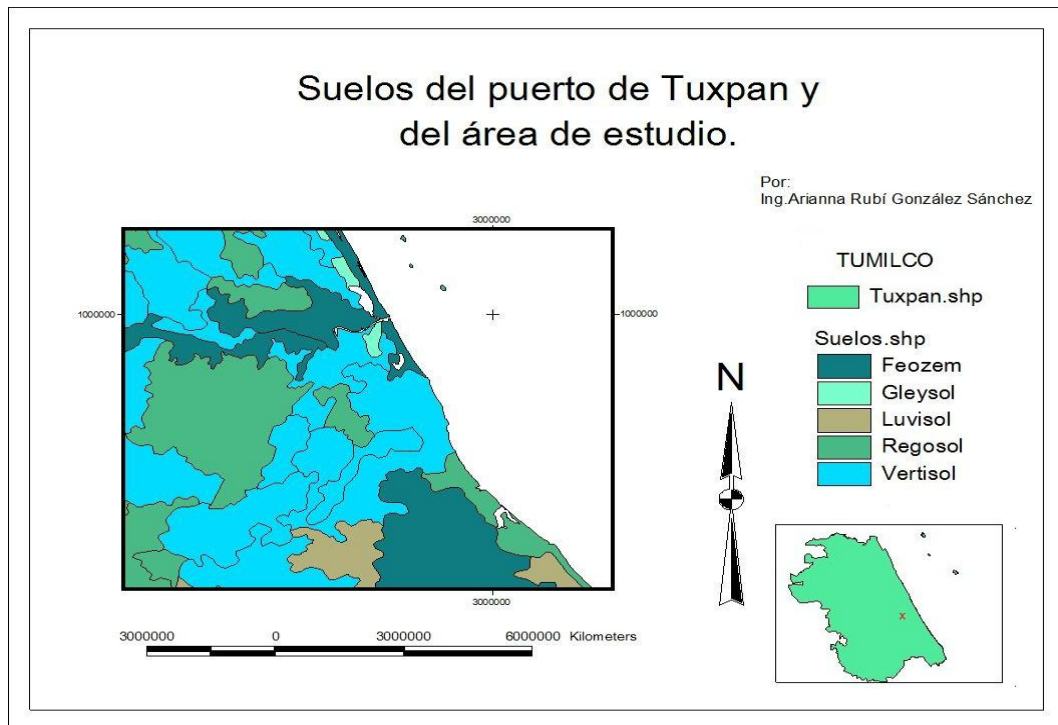 Suelos del puerto de Tuxpan y
del área de estudio.
Por:
Ing.Arianna Rubí González Sánchez
3000000
TUMILCO
Tuxpan.shp
1000000
1000000
Suelos.shp
Feozem
Gleysol
Luvisol
Regosol
Vertisol
N
3000000
3000000 0 3000000 6000000 Kilometers
x